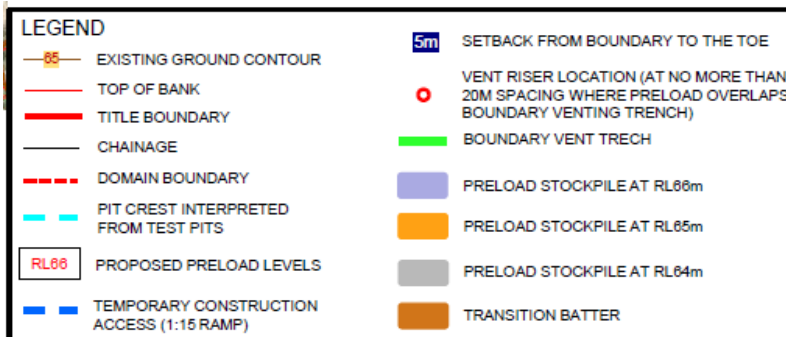 LEGEND
65 EXISTING GROUND CONTOUR
TOP OF BANK
TITLE BOUNDARY
CHAINAGE
DOMAIN BOUNDARY
PIT CREST INTERPRETED
FROM TEST PITS
RL66 PROPOSED PRELOAD LEVELS
TEMPORARY CONSTRUCTION
ACCESS (1:15 RAMP)
5m SETBACK FROM BOUNDARY TO THE TOE
VENT RISER LOCATION (AT NO MORE THAN
20M SPACING WHERE PRELOAD OVERLAPS
BOUNDARY VENTING TRENCH)
BOUNDARY VENT TRECH
PRELOAD STOCKPILE AT RL66m
PRELOAD STOCKPILE AT RL65m
PRELOAD STOCKPILE AT RL64m
TRANSITION BATTER